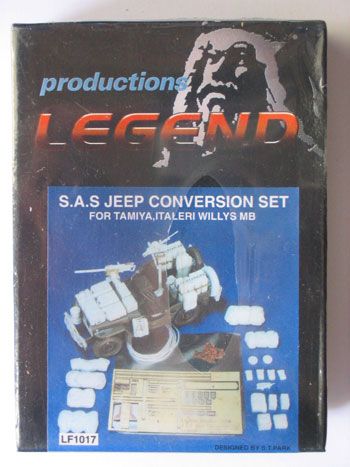 productions
LEGEND
S.A.S JEEP CONVERSION SET
FOR TAMIYA,ITALERI WILLYS MB
LF1017
DESIGNED BY S.T.PARK